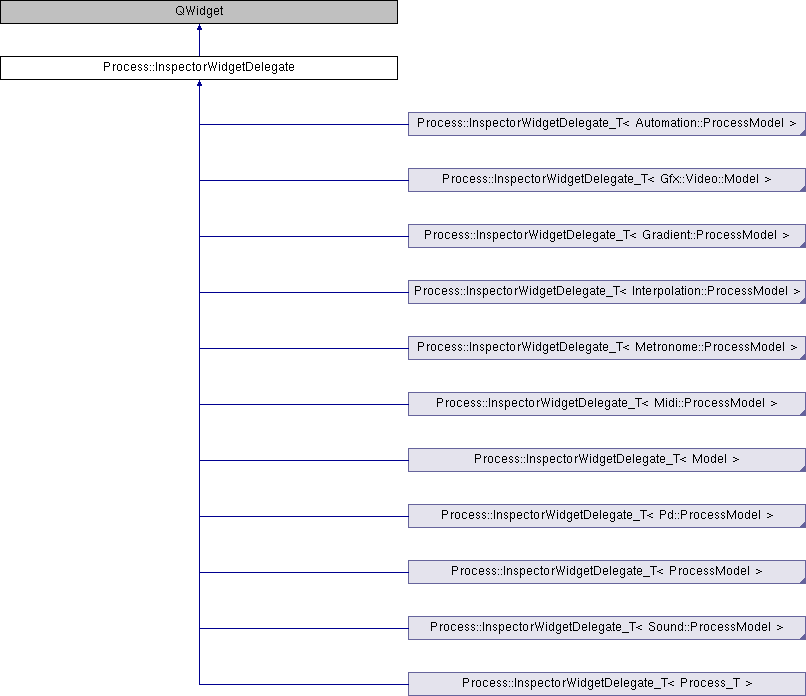 QWidget
Process::InspectorWidgetDelegate
Process::InspectorWidgetDelegate_T< Automation::ProcessModel >
Process::InspectorWidgetDelegate_T< Gfx::Video::Model >
Process::InspectorWidgetDelegate_T< Gradient::ProcessModel >
Process::InspectorWidgetDelegate_T< Interpolation::ProcessModel >
Process::InspectorWidgetDelegate_T< Metronome::ProcessModel >
Process::InspectorWidgetDelegate_T< Midi::ProcessModel >
Process::InspectorWidgetDelegate_T< Model >
Process::InspectorWidgetDelegate_T< Pd::ProcessModel >
Process::InspectorWidgetDelegate_T< ProcessModel >
Process::InspectorWidgetDelegate_T< Sound::ProcessModel >
Process::InspectorWidgetDelegate_T< Process_T >